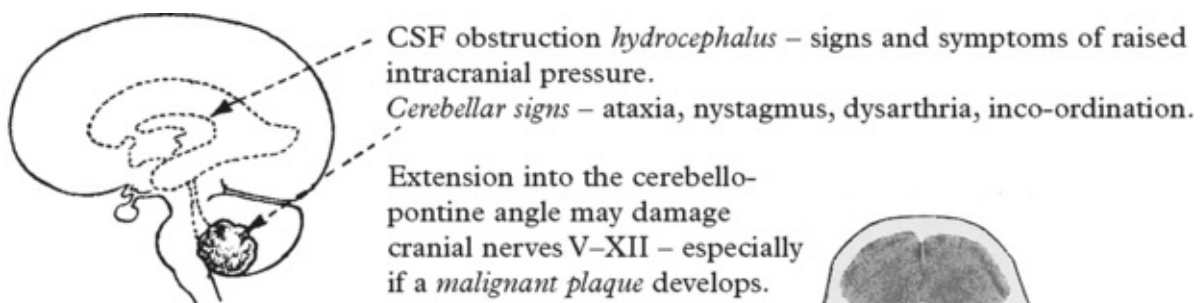 CSF obstruction hydrocephalus – signs and symptoms of raised
intracranial pressure.
Cerebellar signs – ataxia, nystagmus, dysarthria, inco-ordination.
Extension into the cerebello-
pontine angle may damage
cranial nerves V–XII – especially
if a malignant plaque develops.